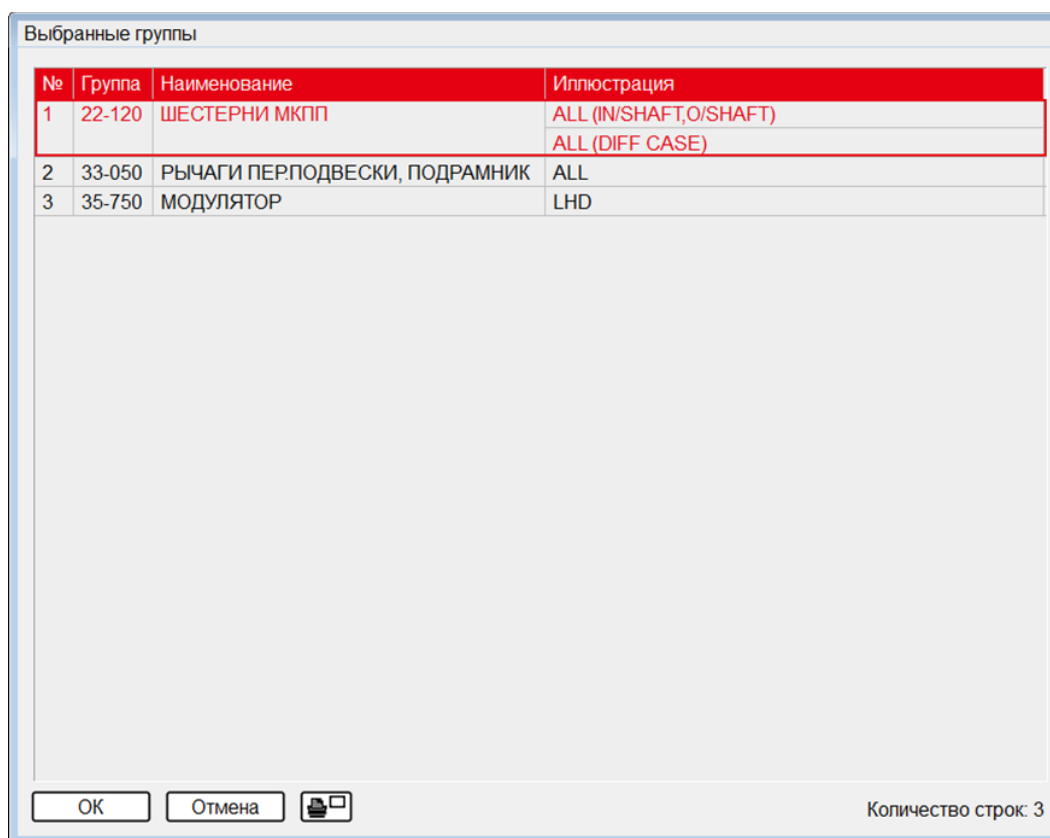 Выбранные группы
№ Группа Наименование Иллюстрация
1 22-120 ШЕСТЕРНИ МКПП ALL (IN/SHAFT,O/SHAFT)
ALL (DIFF CASE)
2 33-050 РЫЧАГИ ПЕР.ПОДВЕСКИ, ПОДРАМНИК ALL
3 35-750 МОДУЛЯТОР LHD
ОК Отмена Количество строк: 3